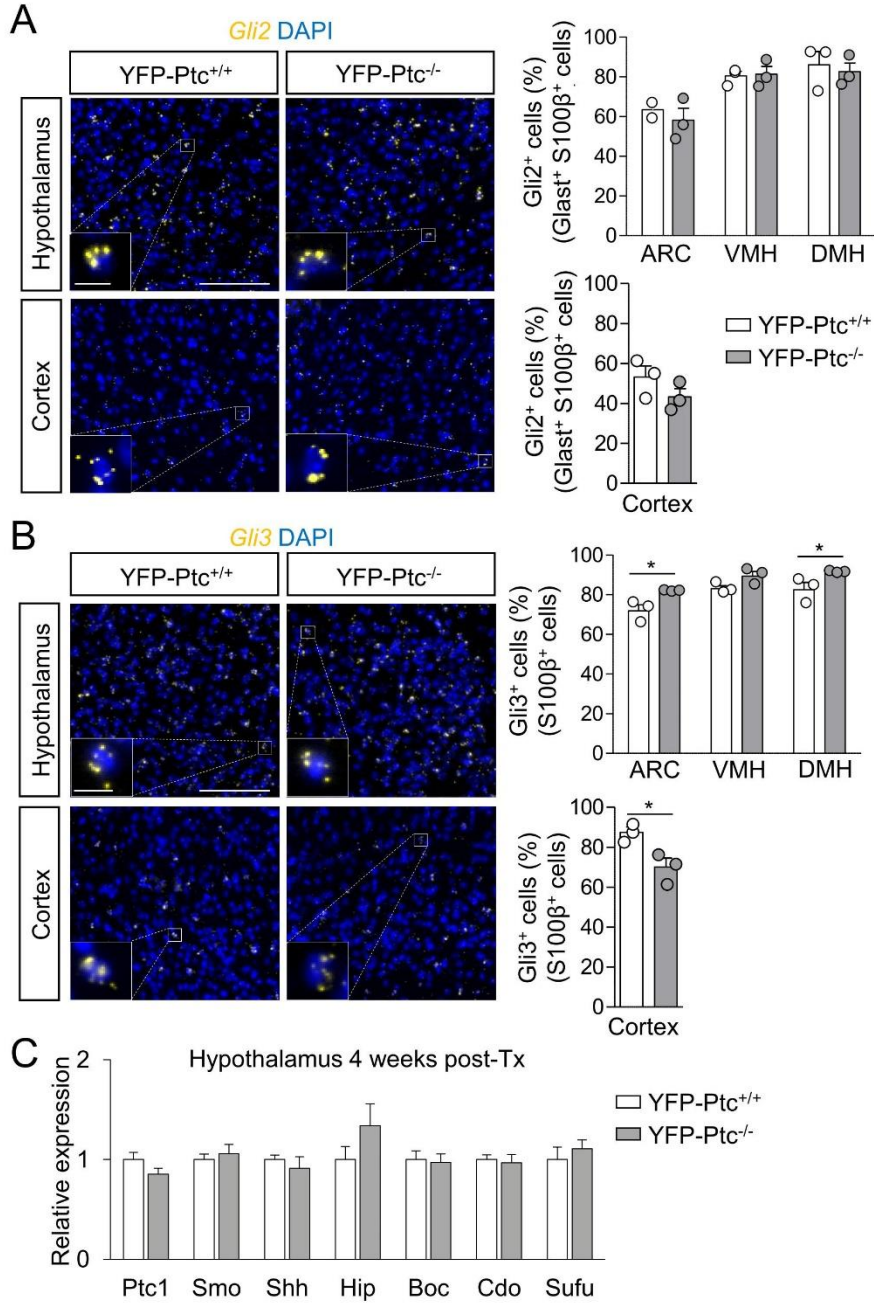 A
Gli2 DAPI
YFP-Ptc+/+
YFP-Ptc-/-
Hypothalamus
Cortex
Gli2+ cells (%)
(Glast+ S100β+ cells)
100
80
60
40
20
0
ARC VMH DMH
Gli2+ cells (%)
(Glast+ S100β+ cells)
100
80
60
40
20
0
Cortex
YFP-Ptc+/+
YFP-Ptc-/-
B
Gli3 DAPI
YFP-Ptc+/+
YFP-Ptc-/-
Hypothalamus
Cortex
Gli3+ cells (%)
(S100β+ cells)
100
80
60
40
20
0
* *
ARC VMH DMH
Gli3+ cells (%)
(S100β+ cells)
100
80
60
40
20
0
*
Cortex
C
Hypothalamus 4 weeks post-Tx
Relative expression
2
1
0
Ptc1 Smo Shh Hip Boc Cdo Sufu
YFP-Ptc+/+
YFP-Ptc-/-